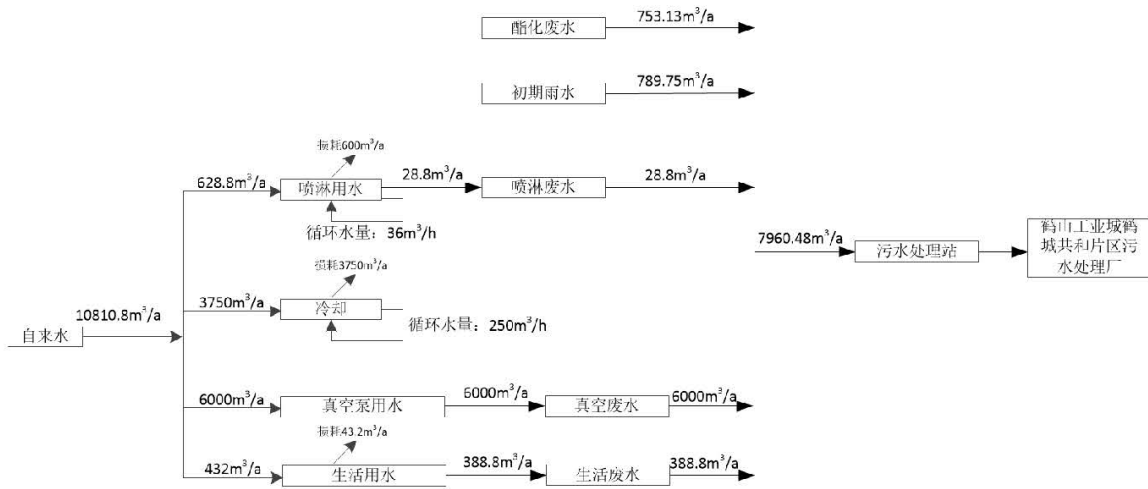 酯化废水
753.13m³/a
初期雨水
789.75m³/a
损耗600m³/a
628.8m³/a
喷淋用水
28.8m³/a
喷淋废水
28.8m³/a
循环水量：36m³/h
7960.48m³/a
污水处理站
鹤山工业城鹤
城共和片区污
水处理厂
损耗3750m³/a
3750m³/a
冷却
循环水量：250m³/h
自来水
10810.8m³/a
6000m³/a
真空泵用水
6000m³/a
真空废水
6000m³/a
损耗43.2m³/a
432m³/a
生活用水
388.8m³/a
生活废水
388.8m³/a